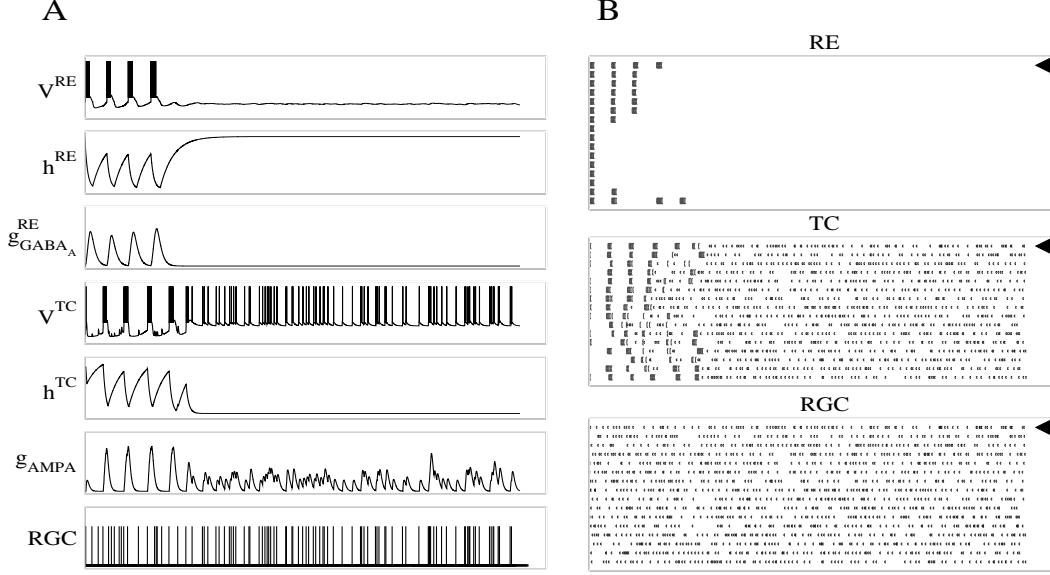 A
V^RE
h^RE
g^RE_GABA_A
V^TC
h^TC
g_AMPA
RGC
B
RE
TC
RGC